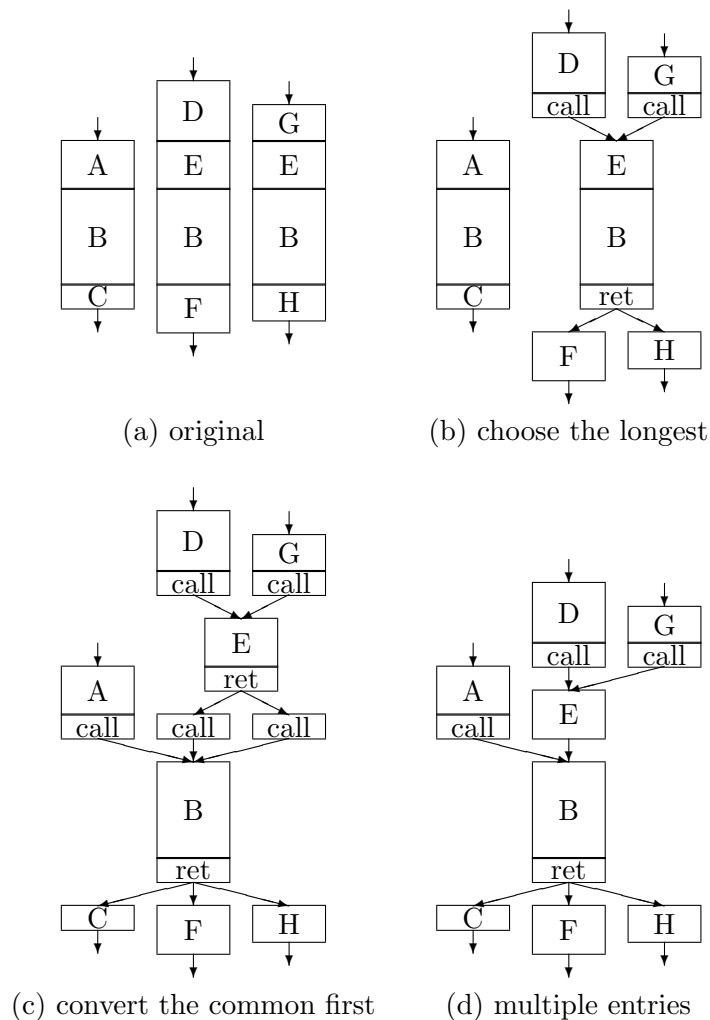 D
G
A
E
E
B
B
B
C
F
H
(a) original
D
G
call
call
A
E
B
B
C
ret
F
H
(b) choose the longest
D
G
call
call
E
A
ret
call
call
call
B
ret
C
F
H
(c) convert the common first
D
G
call
call
A
E
call
B
ret
C
F
H
(d) multiple entries